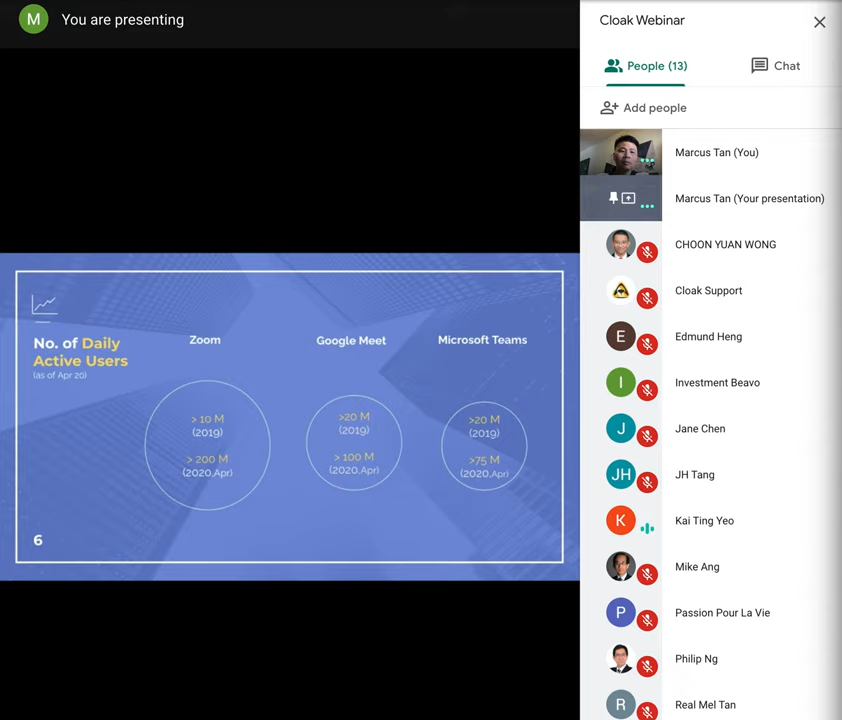 M
You are presenting
Cloak Webinar
People (13)
Chat
Add people
No. of Daily
Active Users
(as of Apr 20)
Zoom
> 10 M
(2019)
> 200 M
(2020,Apr)
Google Meet
>20 M
(2019)
> 100 M
(2020,Apr)
Microsoft Teams
>20 M
(2019)
>75 M
(2020,Apr)
6
Marcus Tan (You)
Marcus Tan (Your presentation)
CHOON YUAN WONG
Cloak Support
E
Edmund Heng
I
Investment Beavo
J
Jane Chen
JH
JH Tang
K
Kai Ting Yeo
Mike Ang
P
Passion Pour La Vie
Philip Ng
R
Real Mel Tan